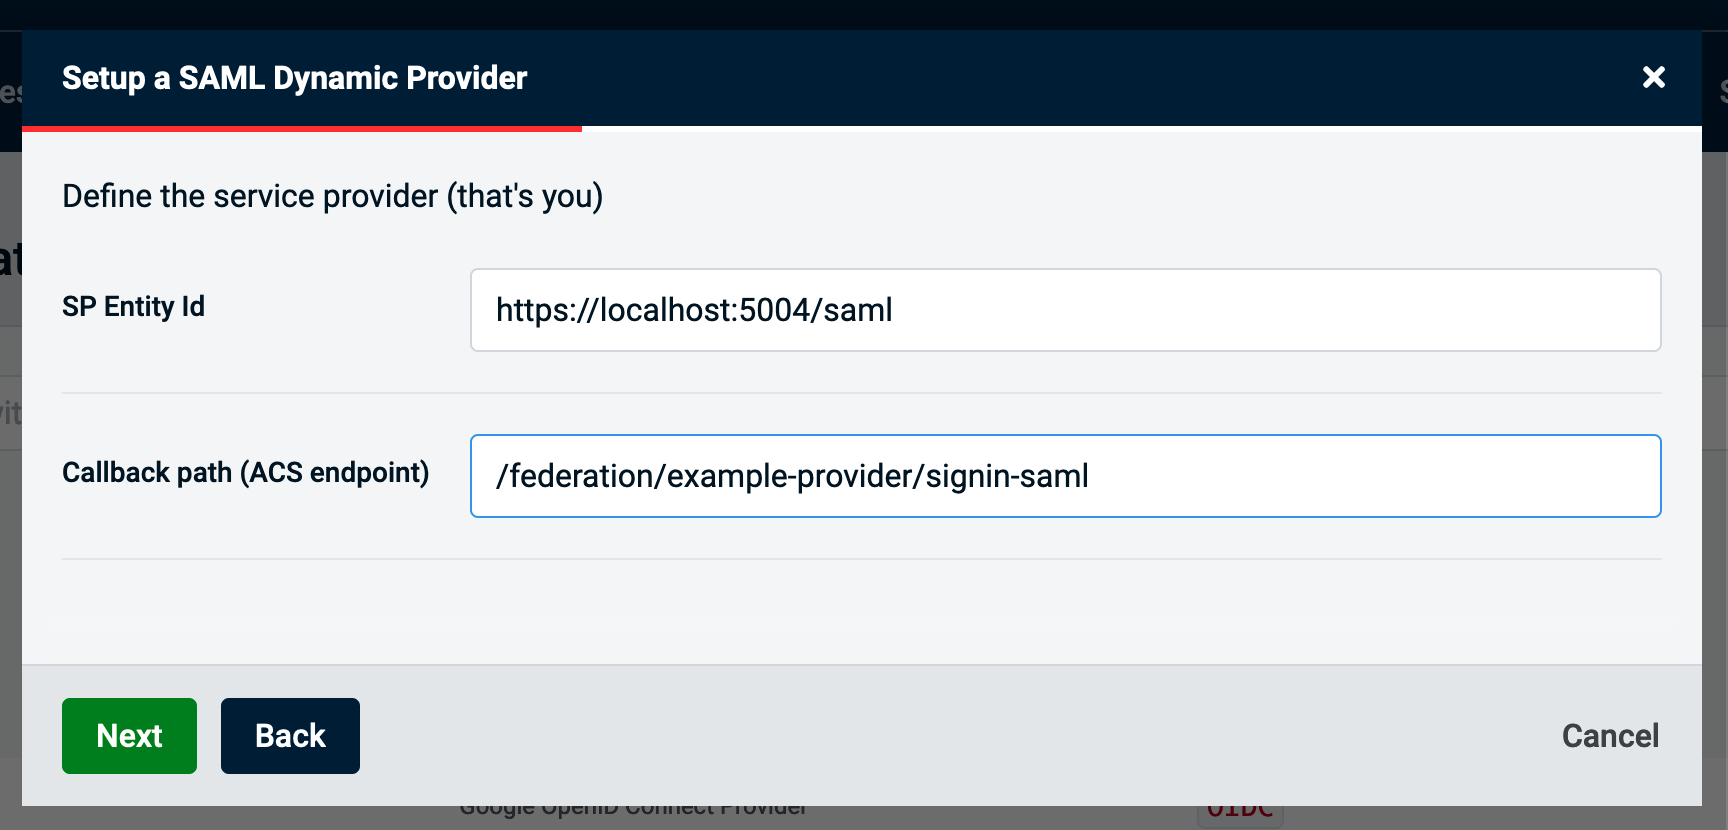 Setup a SAML Dynamic Provider
Define the service provider (that's you)
SP Entity Id
https://localhost:5004/saml
Callback path (ACS endpoint)
/federation/example-provider/signin-saml
Next
Back
Cancel
Google OpenID Connect Provider
OIDC